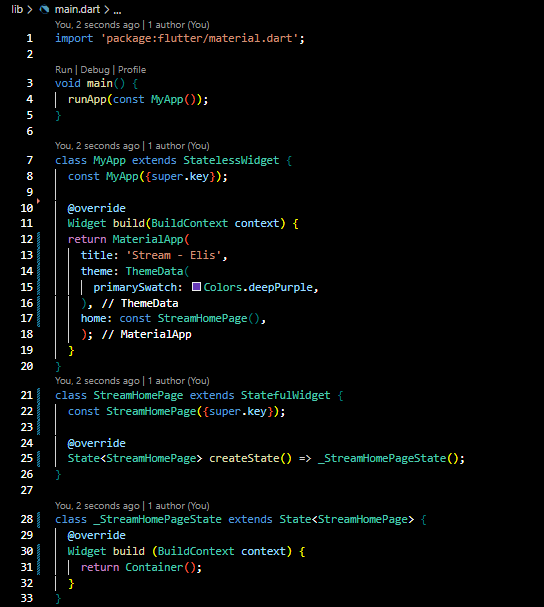 lib > main.dart > ...
You, 2 seconds ago | 1 author (You)
1 import 'package:flutter/material.dart';
2
Run | Debug | Profile
3 void main() {
4 runApp(const MyApp());
5 }
6
You, 2 seconds ago | 1 author (You)
7 class MyApp extends StatelessWidget {
8 const MyApp({super.key});
9
10 @override
11 Widget build(BuildContext context) {
12 return MaterialApp(
13 title: 'Stream - Elis',
14 theme: ThemeData(
15 primarySwatch: Colors.deepPurple,
16 ), // ThemeData
17 home: const StreamHomePage(),
18 ); // MaterialApp
19 }
20 }
You, 2 seconds ago | 1 author (You)
21 class StreamHomePage extends StatefulWidget {
22 const StreamHomePage({super.key});
23
24 @override
25 State<StreamHomePage> createState() => _StreamHomePageState();
26 }
27
You, 2 seconds ago | 1 author (You)
28 class _StreamHomePageState extends State<StreamHomePage> {
29 @override
30 Widget build (BuildContext context) {
31 return Container();
32 }
33 }